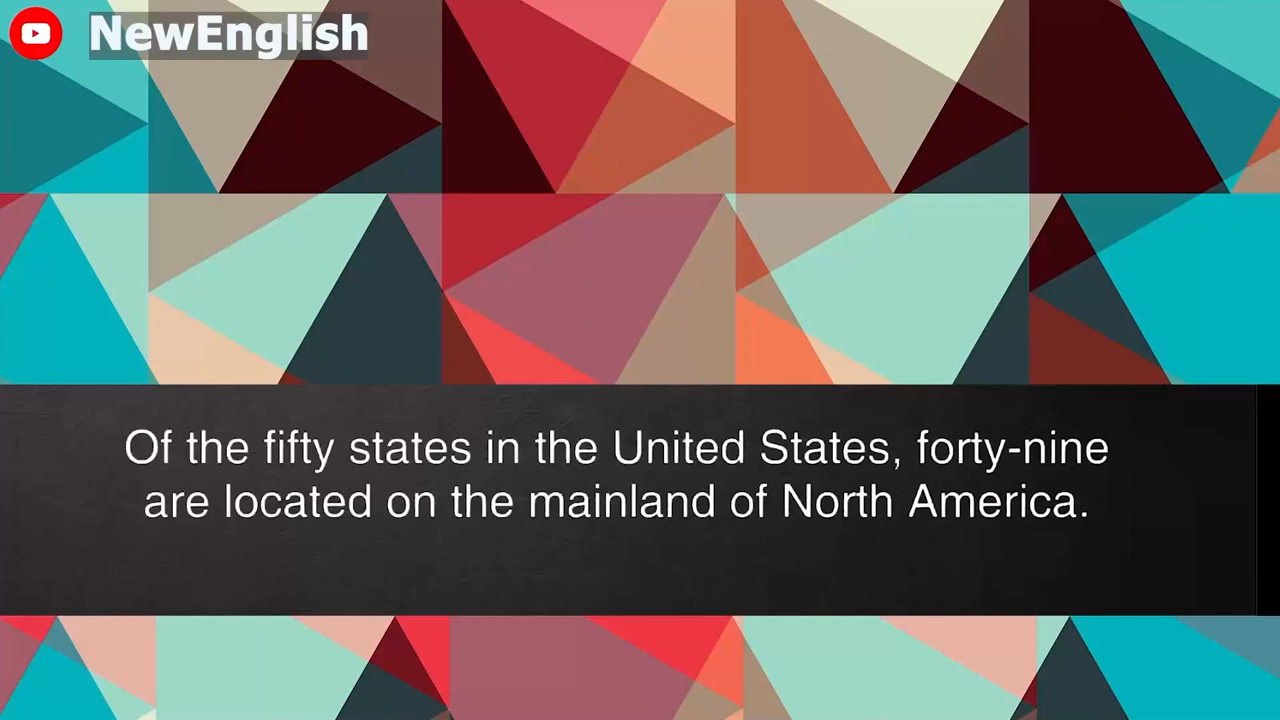 NewEnglish
Of the fifty states in the United States, forty-nine
are located on the mainland of North America.